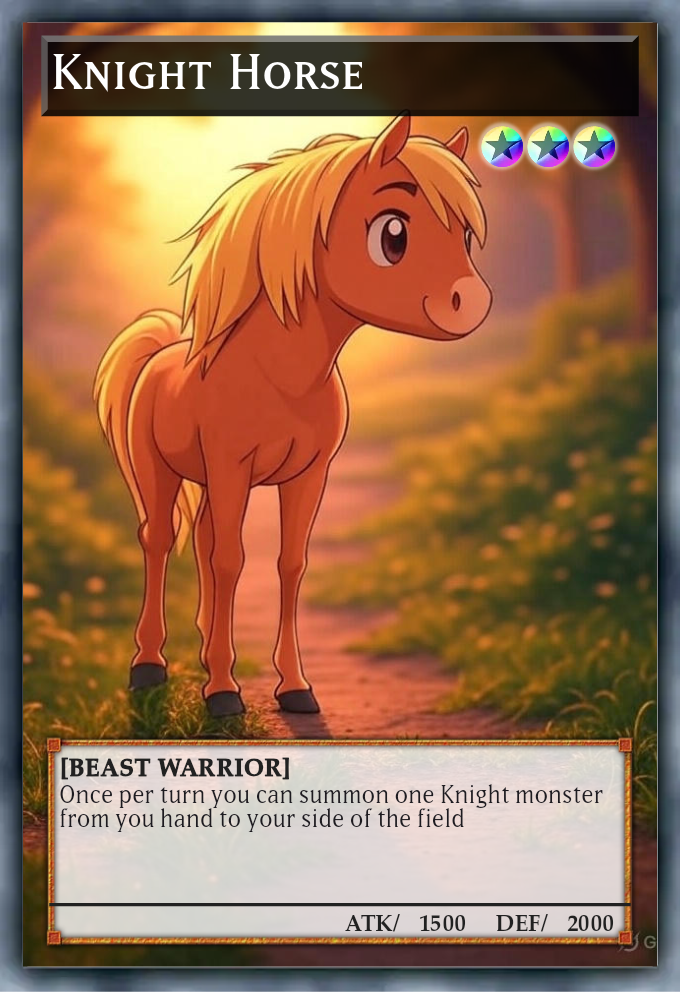 Knight Horse
[BEAST WARRIOR]
Once per turn you can summon one Knight monster
from you hand to your side of the field
ATK/ 1500 DEF/ 2000
G